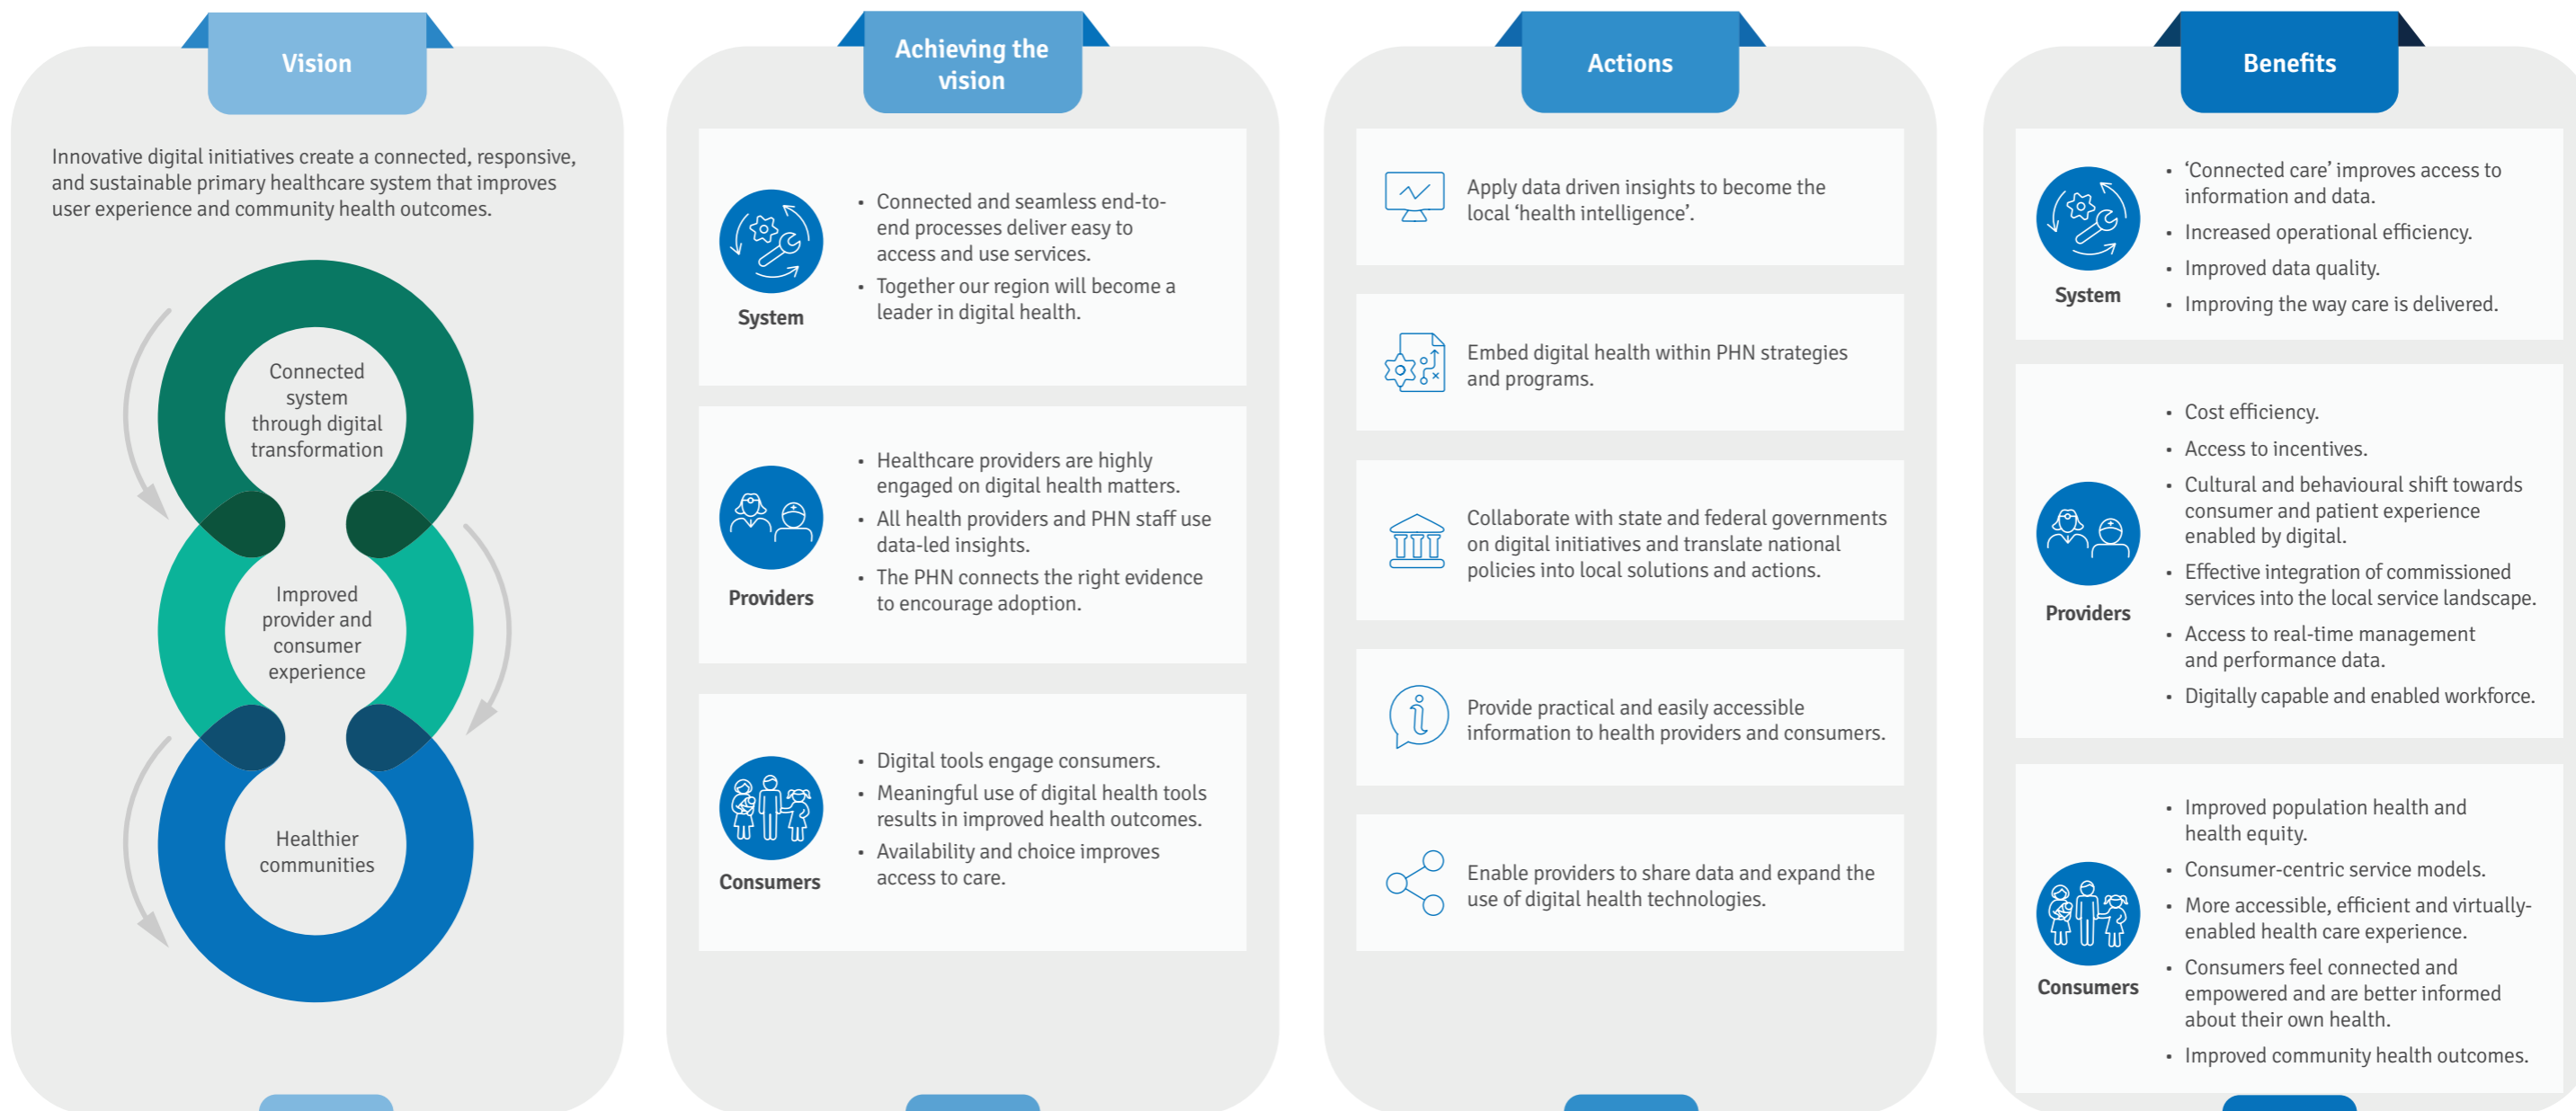 Vision
Innovative digital initiatives create a connected, responsive,
and sustainable primary healthcare system that improves
user experience and community health outcomes.
Connected
system
through digital
transformation
Improved
provider and
consumer
experience
Healthier
communities
Achieving the
vision
System
• Connected and seamless end-to-
end processes deliver easy to
access and use services.
• Together our region will become a
leader in digital health.
Providers
• Healthcare providers are highly
engaged on digital health matters.
• All health providers and PHN staff use
data-led insights.
• The PHN connects the right evidence
to encourage adoption.
Consumers
• Digital tools engage consumers.
• Meaningful use of digital health tools
results in improved health outcomes.
• Availability and choice improves
access to care.
Actions
Apply data driven insights to become the
local ‘health intelligence’.
Embed digital health within PHN strategies
and programs.
Collaborate with state and federal governments
on digital initiatives and translate national
policies into local solutions and actions.
Provide practical and easily accessible
information to health providers and consumers.
Enable providers to share data and expand the
use of digital health technologies.
Benefits
System
• ‘Connected care’ improves access to
information and data.
• Increased operational efficiency.
• Improved data quality.
• Improving the way care is delivered.
Providers
• Cost efficiency.
• Access to incentives.
• Cultural and behavioural shift towards
consumer and patient experience
enabled by digital.
• Effective integration of commissioned
services into the local service landscape.
• Access to real-time management
and performance data.
• Digitally capable and enabled workforce.
Consumers
• Improved population health and
health equity.
• Consumer-centric service models.
• More accessible, efficient and virtually-
enabled health care experience.
• Consumers feel connected and
empowered and are better informed
about their own health.
• Improved community health outcomes.